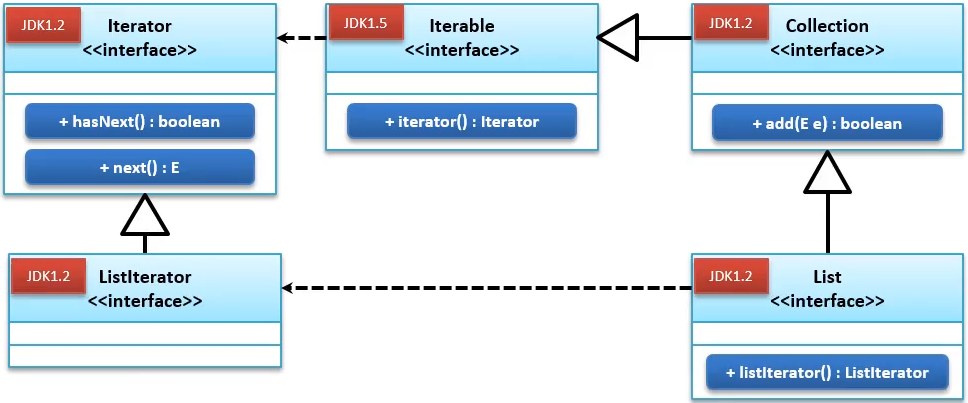 JDK1.2
Iterator
<<interface>>
+ hasNext() : boolean
+ next() : E
JDK1.5
Iterable
<<interface>>
+ iterator() : Iterator
JDK1.2
Collection
<<interface>>
+ add(E e) : boolean
JDK1.2
ListIterator
<<interface>>
JDK1.2
List
<<interface>>
+ listIterator() : ListIterator